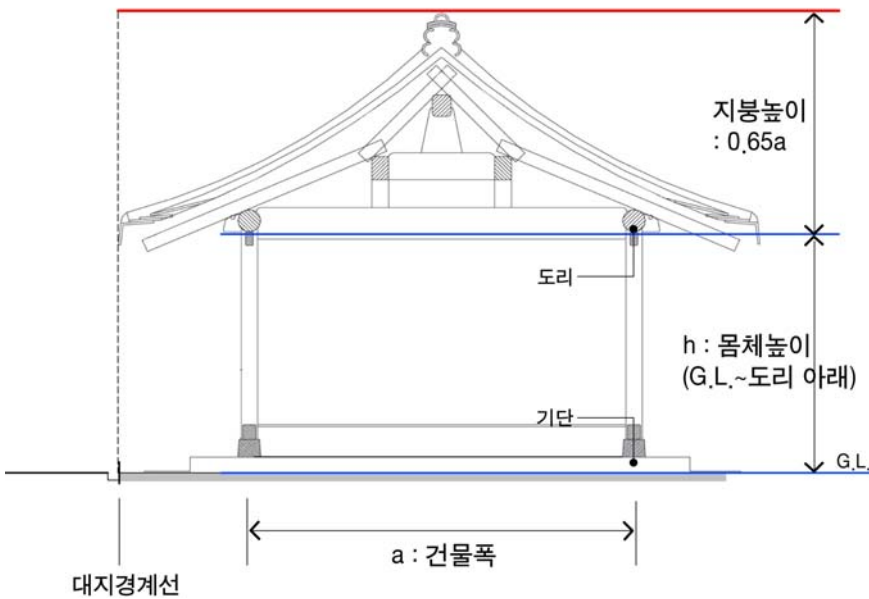 지붕높이
: 0.65a
도리
h : 몸체높이
(G.L.~도리 아래)
기단
G.L.
a : 건물폭
대지경계선